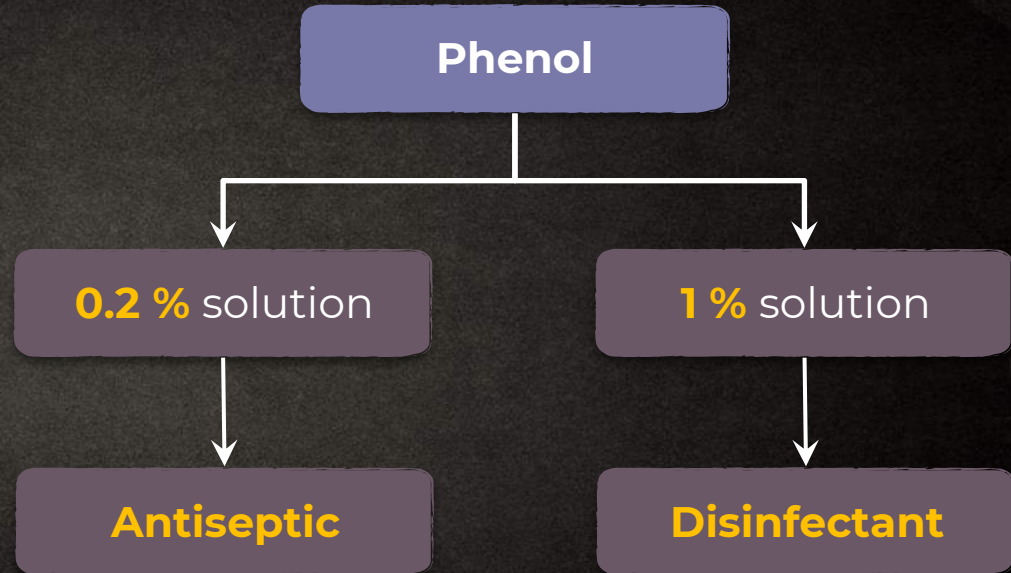 Phenol
0.2 % solution
1 % solution
Antiseptic
Disinfectant